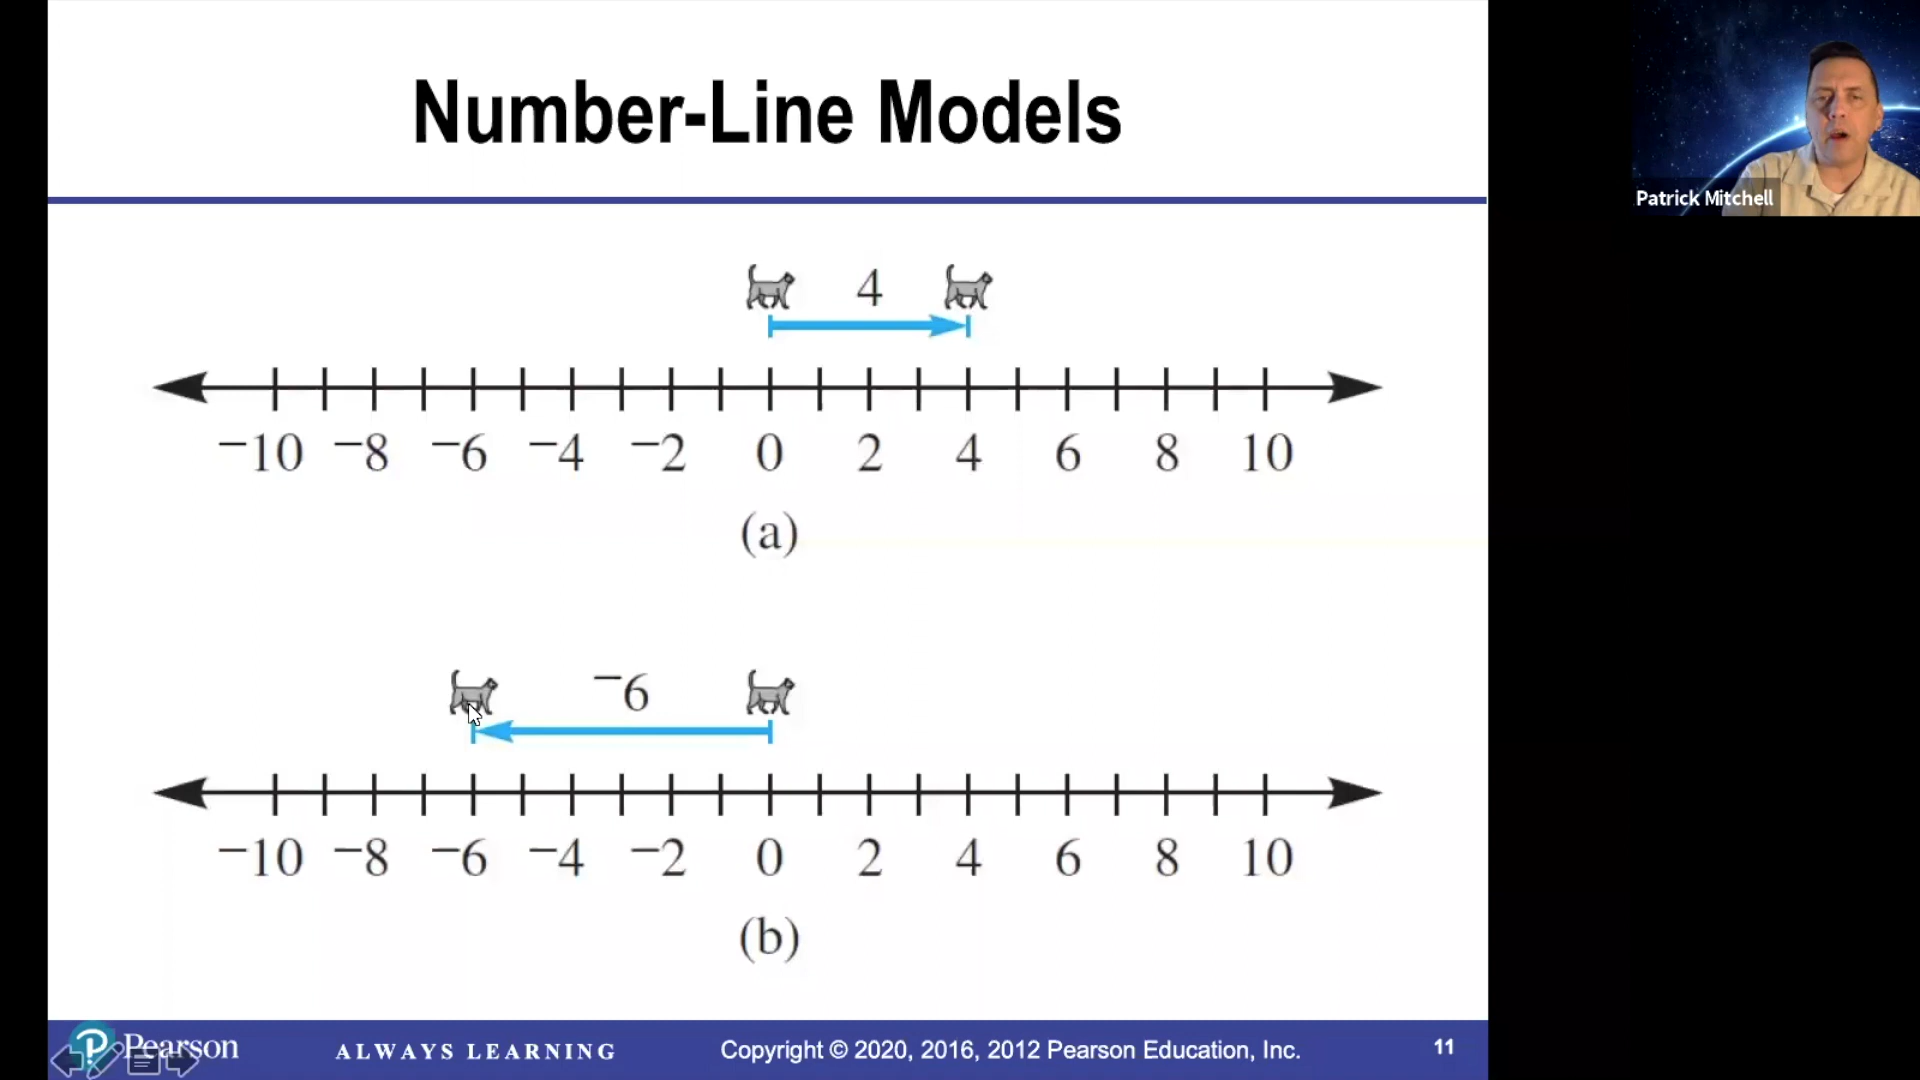 Number-Line Models
Patrick Mitchell
4
−10 −8 −6 −4 −2 0 2 4 6 8 10
(a)
−6
−10 −8 −6 −4 −2 0 2 4 6 8 10
(b)
Pearson
ALWAYS LEARNING
Copyright © 2020, 2016, 2012 Pearson Education, Inc.
11